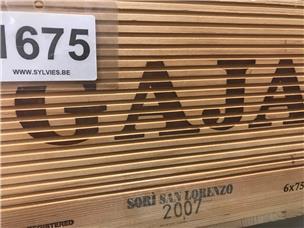 1675
WWW.SYLVIES.BE
GAJA
SORÌ SAN LORENZO
2007
6x75